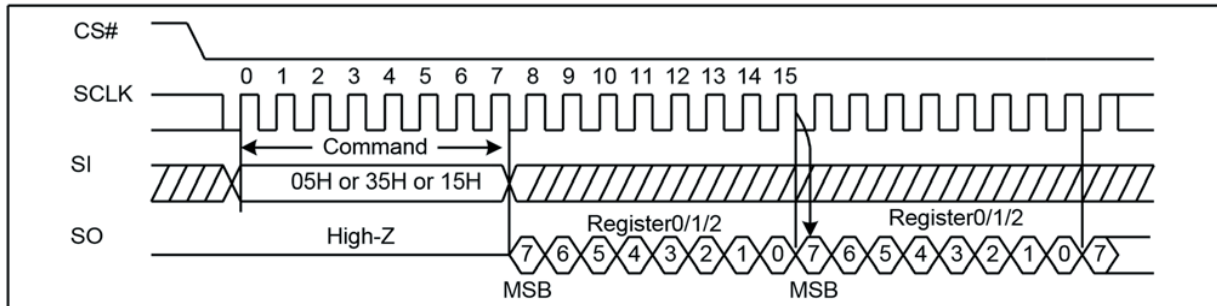 CS#
0 1 2 3 4 5 6 7 8 9 10 11 12 13 14 15
SCLK
Command
SI
05H or 35H or 15H
Register0/1/2 Register0/1/2
SO High-Z
7 6 5 4 3 2 1 0 7 6 5 4 3 2 1 0 7
MSB MSB